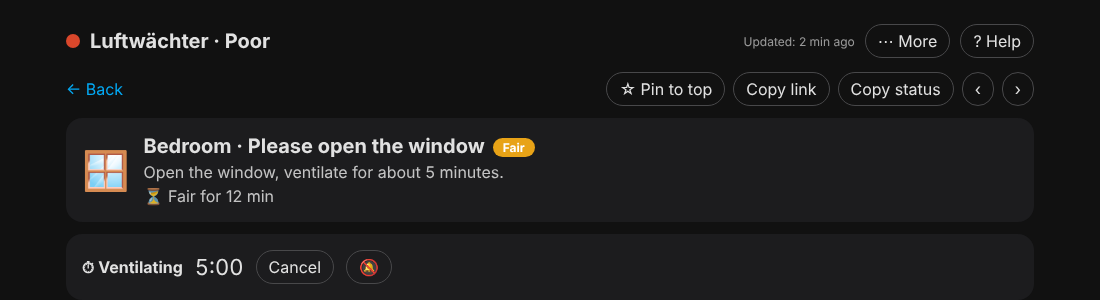 Luftwächter · Poor
Updated: 2 min ago
··· More
? Help
← Back
☆ Pin to top
Copy link
Copy status
‹
›
Bedroom · Please open the window
Fair
Open the window, ventilate for about 5 minutes.
⏳ Fair for 12 min
⏱ Ventilating
5:00
Cancel
🔕